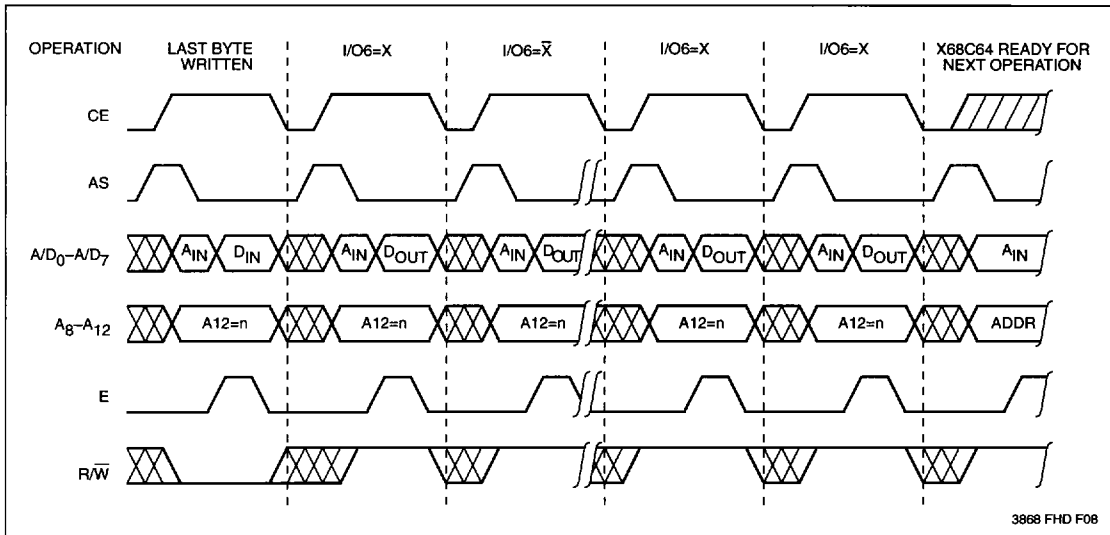 OPERATION
LAST BYTE
WRITTEN
I/O6=X
I/O6=X̅
I/O6=X
I/O6=X
X68C64 READY FOR
NEXT OPERATION
CE
AS
A/D0–A/D7 AIN DIN AIN DOUT AIN DOUT AIN DOUT AIN DOUT AIN
A8–A12 A12=n A12=n A12=n A12=n A12=n ADDR
E
R/W̅
3868 FHD F08